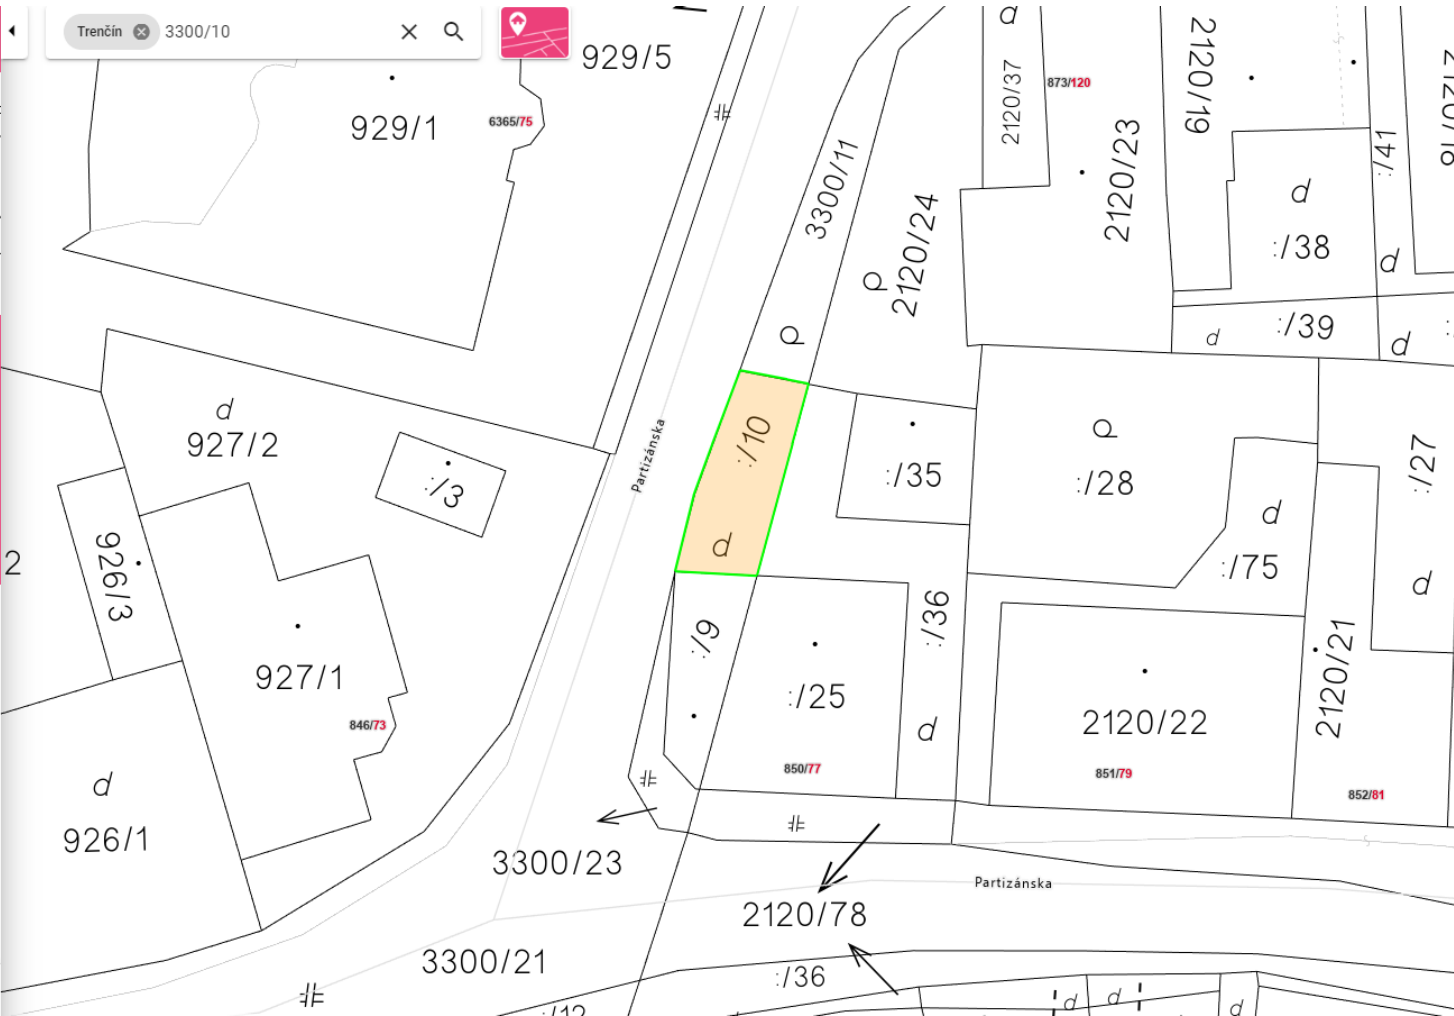 Trenčín 3300/10
929/5
929/1
6365/75
3300/11
2120/24
2120/37
873/120
2120/23
2120/19
:/41
d
d
:/38
d
:/39
d
d
d
d
d
927/2
:/3
Partizánska
:/10
d
:/35
d
:/28
:/27
d
:/75
d
2
926/3
927/1
846/73
d
926/1
:/9
:/36
:/25
d
850/77
2120/22
851/79
2120/21
852/81
3300/23
Partizánska
2120/78
3300/21
:/36
d
d
d